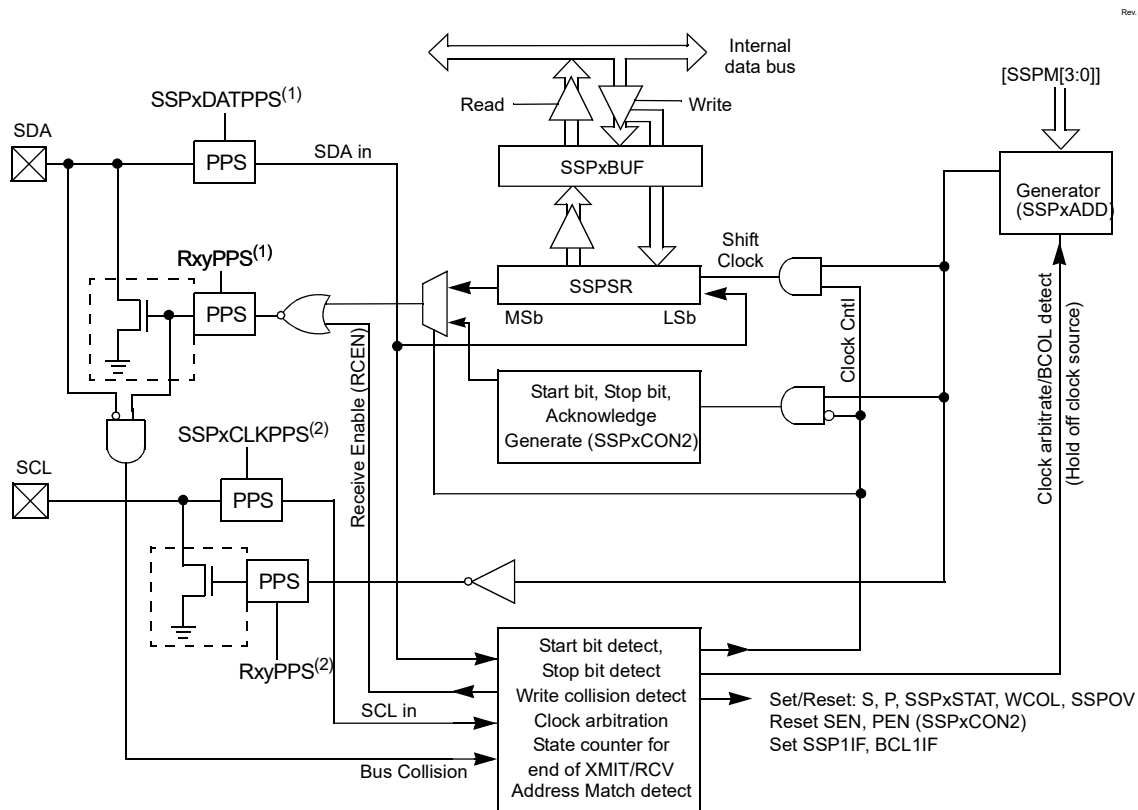 Rev.
Internal
data bus
[SSPM[3:0]]
SSPxDATPPS(1)
Read
Write
SDA
PPS
SDA in
SSPxBUF
Generator
(SSPxADD)
RxyPPS(1)
Shift
Clock
PPS
SSPSR
MSb
LSb
Clock Cntl
Clock arbitrate/BCOL detect
(Hold off clock source)
Receive Enable (RCEN)
Start bit, Stop bit,
Acknowledge
Generate (SSPxCON2)
SSPxCLKPPS(2)
SCL
PPS
PPS
RxyPPS(2)
Start bit detect,
Stop bit detect
Write collision detect
Clock arbitration
State counter for
end of XMIT/RCV
Address Match detect
SCL in
Bus Collision
Set/Reset: S, P, SSPxSTAT, WCOL, SSPOV
Reset SEN, PEN (SSPxCON2)
Set SSP1IF, BCL1IF